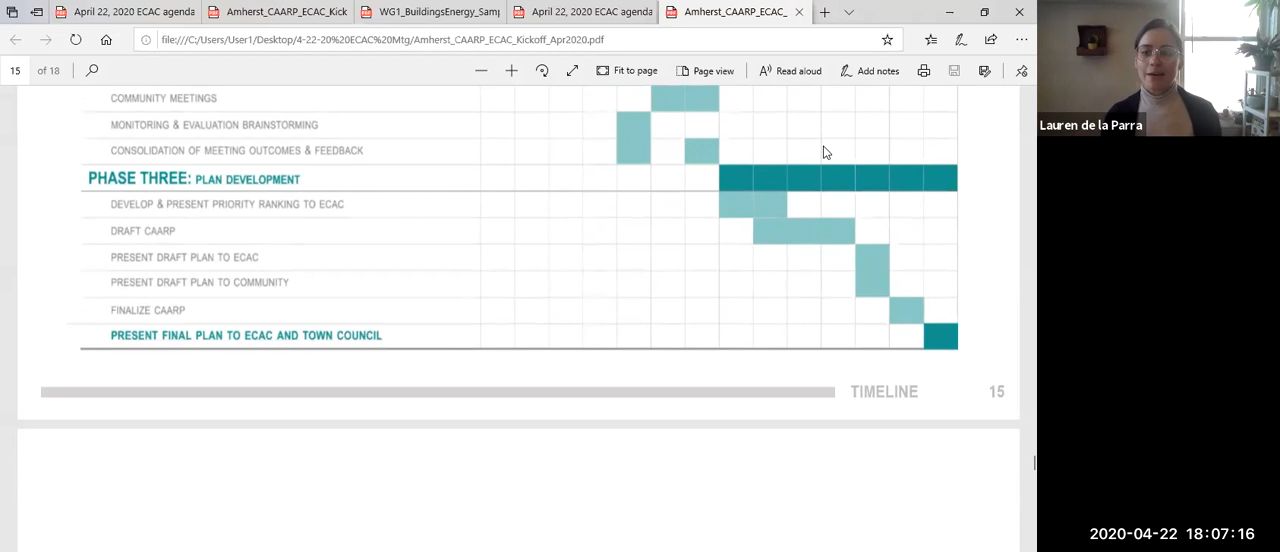 April 22, 2020 ECAC agenda
Amherst_CAARP_ECAC_Kick
WG1_BuildingsEnergy_Sam
April 22, 2020 ECAC agenda
Amherst_CAARP_ECAC_
file:///C:/Users/User1/Desktop/4-22-20%20ECAC%20Mtg/Amherst_CAARP_ECAC_Kickoff_Apr2020.pdf
15 of 18
Fit to page
Page view
Read aloud
Add notes
Lauren de la Parra
COMMUNITY MEETINGS
MONITORING & EVALUATION BRAINSTORMING
CONSOLIDATION OF MEETING OUTCOMES & FEEDBACK
PHASE THREE: PLAN DEVELOPMENT
DEVELOP & PRESENT PRIORITY RANKING TO ECAC
DRAFT CAARP
PRESENT DRAFT PLAN TO ECAC
PRESENT DRAFT PLAN TO COMMUNITY
FINALIZE CAARP
PRESENT FINAL PLAN TO ECAC AND TOWN COUNCIL
TIMELINE 15
2020-04-22 18:07:16